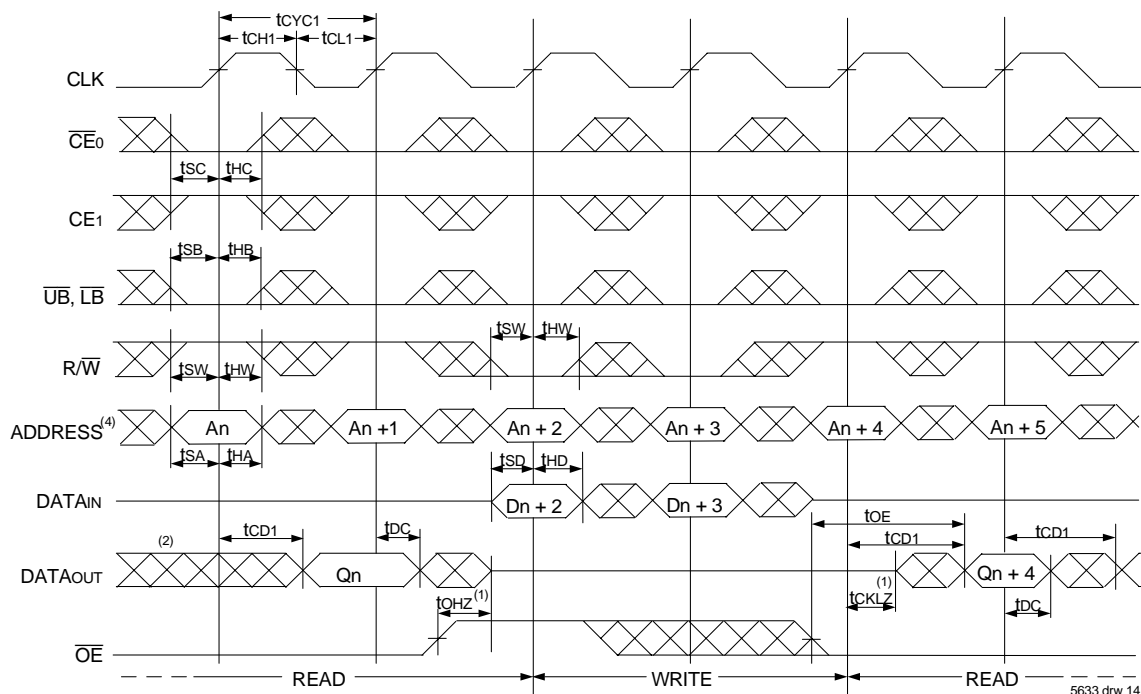 tCYC1
tCH1 tCL1
CLK
CE0
tSC tHC
CE1
tSB tHB
UB, LB
tSW tHW
R/W
tSW tHW
ADDRESS(4) An An +1 An + 2 An + 3 An + 4 An + 5
tSA tHA tSD tHD
DATAIN Dn + 2 Dn + 3
tOE
(2) tCD1 tDC tCD1 tCD1
DATAOUT Qn Qn + 4
tOHZ(1) tCKLZ(1) tDC
OE
READ WRITE READ
5633 drw 14